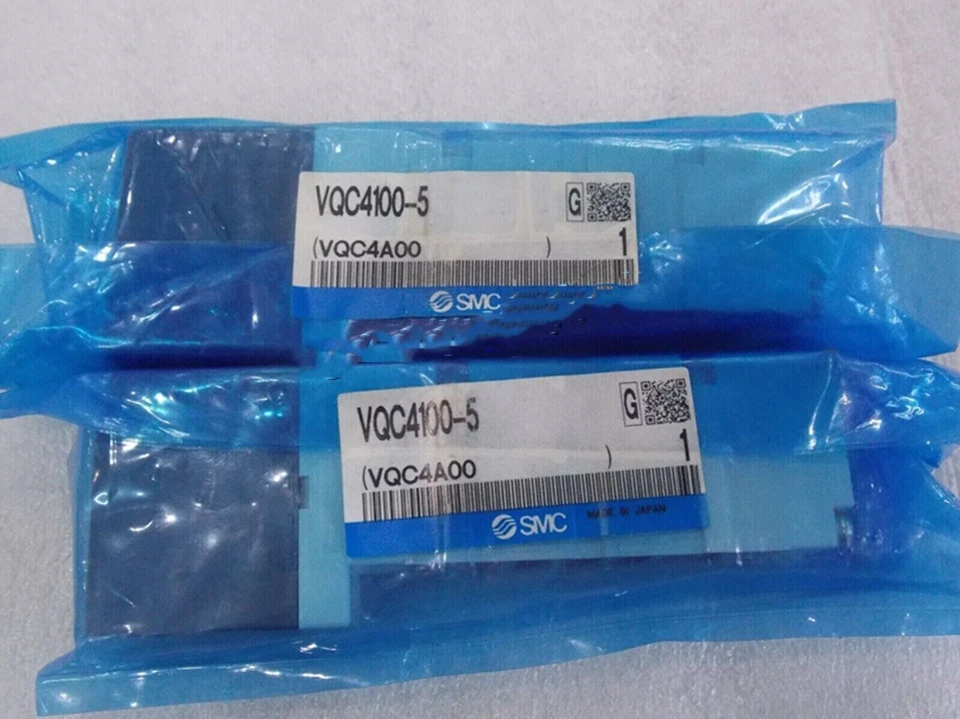 VQC4100-5
G
(VQC4A00 )
1
SMC
VQC4100-5
G
(VQC4A00 )
1
SMC MADE IN JAPAN